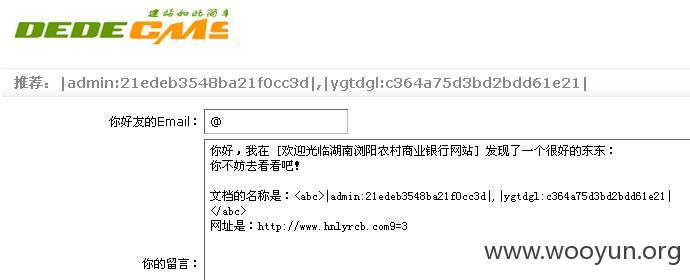 建站如此简单
DEDECMS
推荐：|admin:21edeb3548ba21f0cc3d|,|ygtdgl:c364a75d3bd2bdd61e21|
你好友的Email： @
你好，我在 [欢迎光临湖南浏阳农村商业银行网站] 发现了一个很好的东东：
你不妨去看看吧！
文档的名称是：<abc>|admin:21edeb3548ba21f0cc3d|,|ygtdgl:c364a75d3bd2bdd61e21|
</abc>
网址是：http://www.hnlyrcb.com9=3
你的留言：
www.wooyun.org